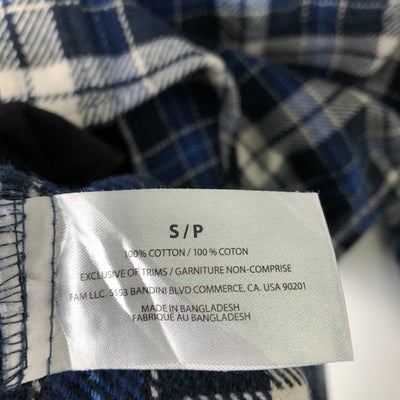 S / P
100% COTTON / 100 % COTON
EXCLUSIVE OF TRIMS / GARNITURE NON-COMPRISE
FAM LLC. 5553 BANDINI BLVD COMMERCE, CA. USA 90201
MADE IN BANGLADESH
FABRIQUÉ AU BANGLADESH